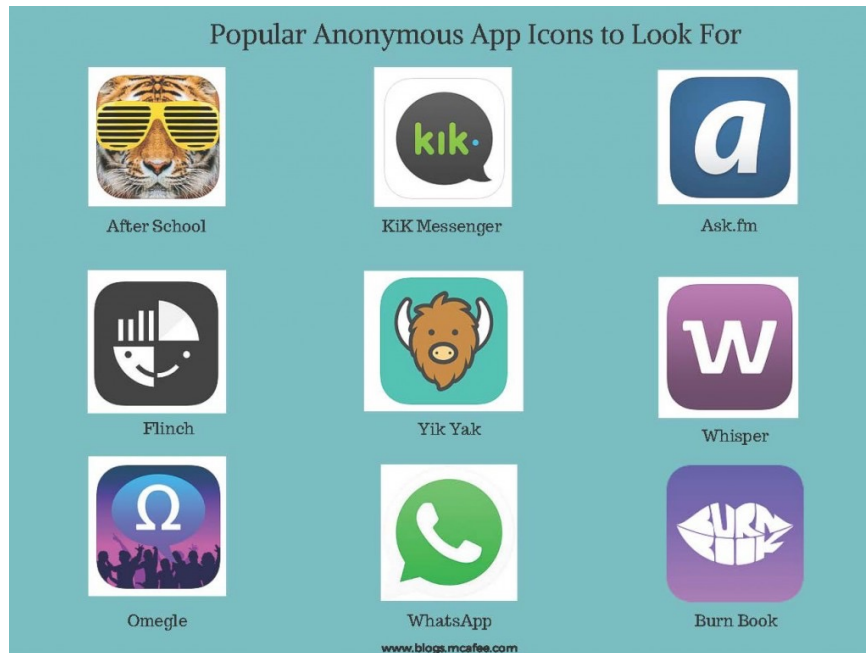 Popular Anonymous App Icons to Look For
kik·
a
After School
KiK Messenger
Ask.fm
w
Flinch
Yik Yak
Whisper
Ω
BURN
BOOK
Omegle
WhatsApp
Burn Book
www.blogs.mcafee.com